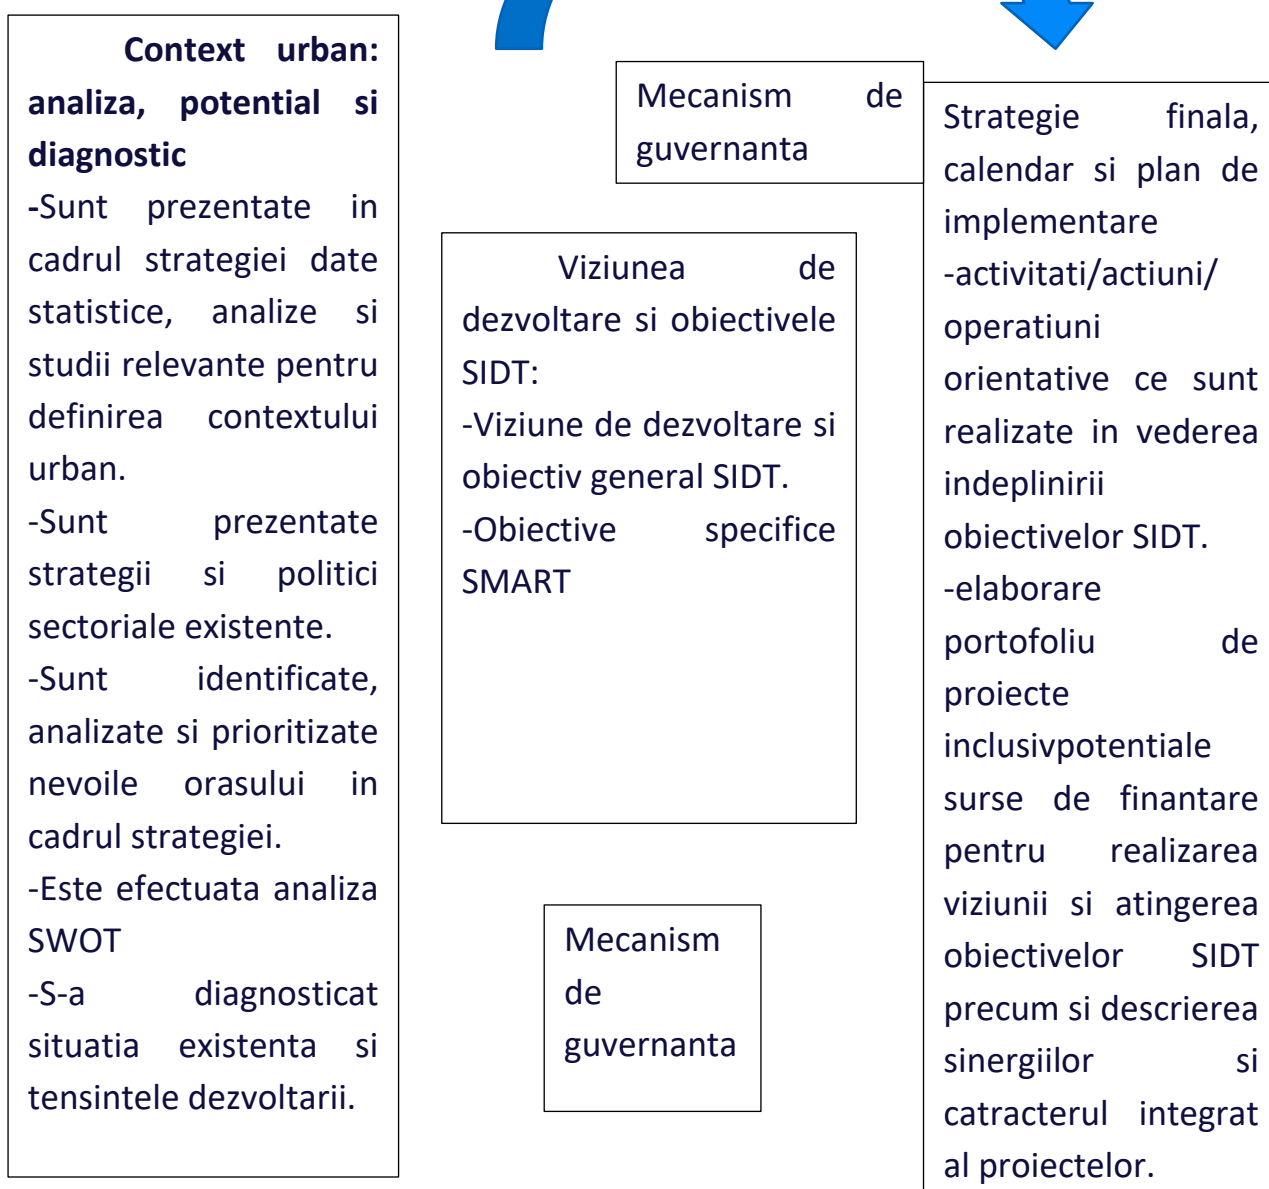 Context urban:
analiza, potential si
diagnostic
-Sunt prezentate in
cadrul strategiei date
statistice, analize si
studii relevante pentru
definirea contextului
urban.
-Sunt prezentate
strategii si politici
sectoriale existente.
-Sunt identificate,
analizate si prioritizate
nevoile orasului in
cadrul strategiei.
-Este efectuata analiza
SWOT
-S-a diagnosticat
situatia existenta si
tensintele dezvoltarii.
Mecanism de
guvernanta
Viziunea de
dezvoltare si obiectivele
SIDT:
-Viziune de dezvoltare si
obiectiv general SIDT.
-Obiective specifice
SMART
Mecanism
de
guvernanta
Strategie finala,
calendar si plan de
implementare
-activitati/actiuni/
operatiuni
orientative ce sunt
realizate in vederea
indeplinirii
obiectivelor SIDT.
-elaborare
portofoliu de
proiecte
inclusivpotentiale
surse de finantare
pentru realizarea
viziunii si atingerea
obiectivelor SIDT
precum si descrierea
sinergiilor si
catracterul integrat
al proiectelor.